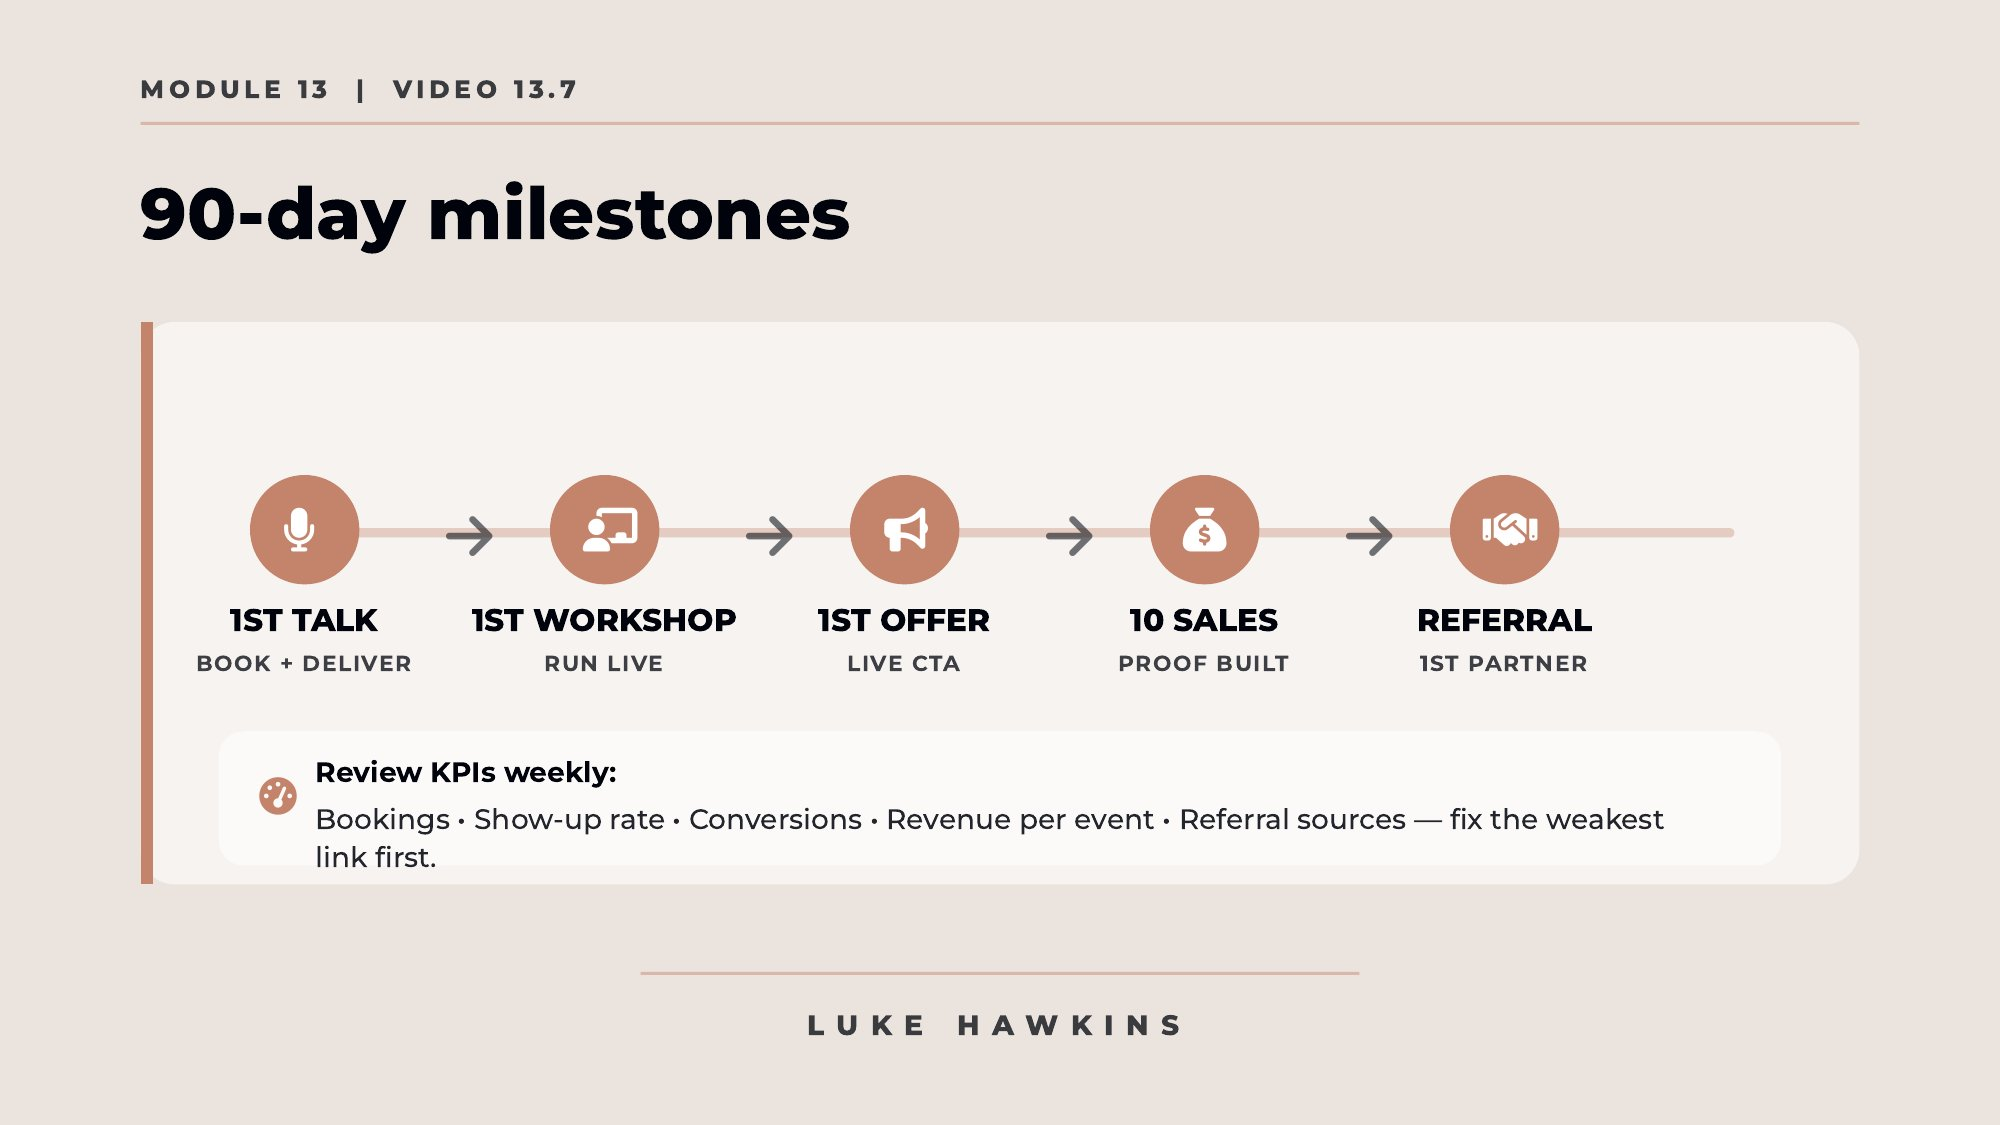 MODULE 13 | VIDEO 13.7
90-day milestones
1ST TALK
BOOK + DELIVER
1ST WORKSHOP
RUN LIVE
1ST OFFER
LIVE CTA
10 SALES
PROOF BUILT
REFERRAL
1ST PARTNER
Review KPIs weekly:
Bookings • Show-up rate • Conversions • Revenue per event • Referral sources — fix the weakest
link first.
LUKE HAWKINS